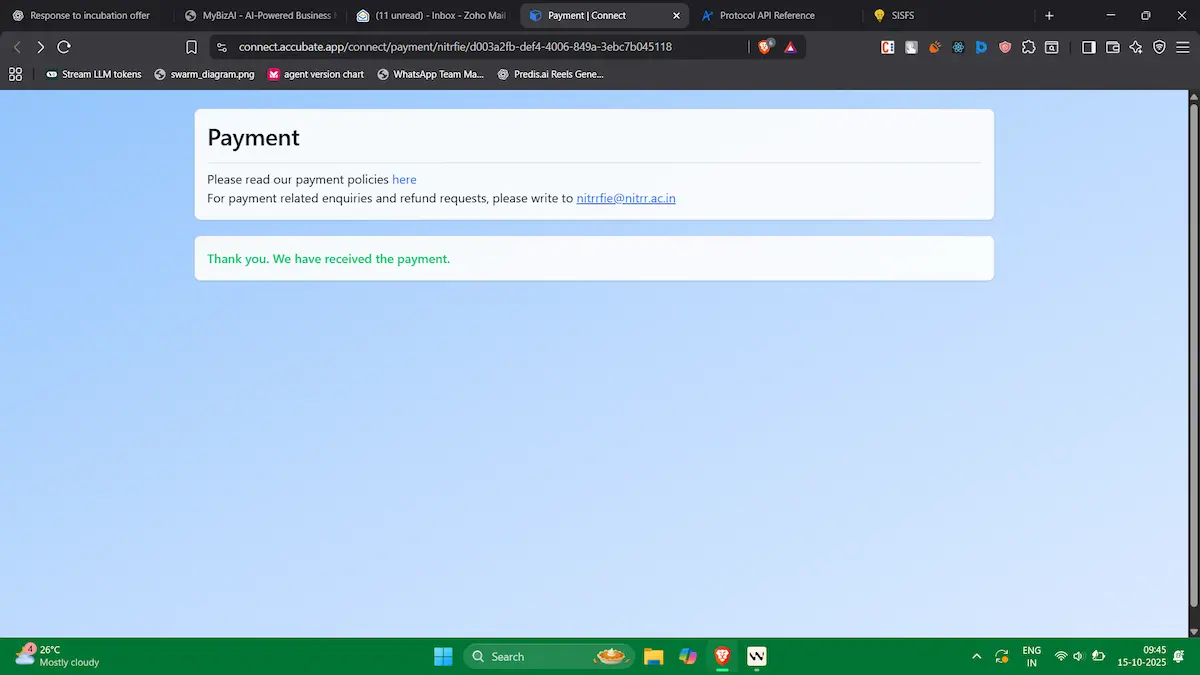 Response to incubation offer
MyBizAI - AI-Powered Business
(11 unread) - Inbox - Zoho Mail
Payment | Connect
Protocol API Reference
SISFS
connect.accubate.app/connect/payment/nitrfie/d003a2fb-def4-4006-849a-3ebc7b045118
Stream LLM tokens
swarm_diagram.png
agent version chart
WhatsApp Team Ma...
Predis.ai Reels Gene...
Payment
Please read our payment policies here
For payment related enquiries and refund requests, please write to nitrrfie@nitrr.ac.in
Thank you. We have received the payment.
4
26°C
Mostly cloudy
Search
ENG
IN
09:45
15-10-2025